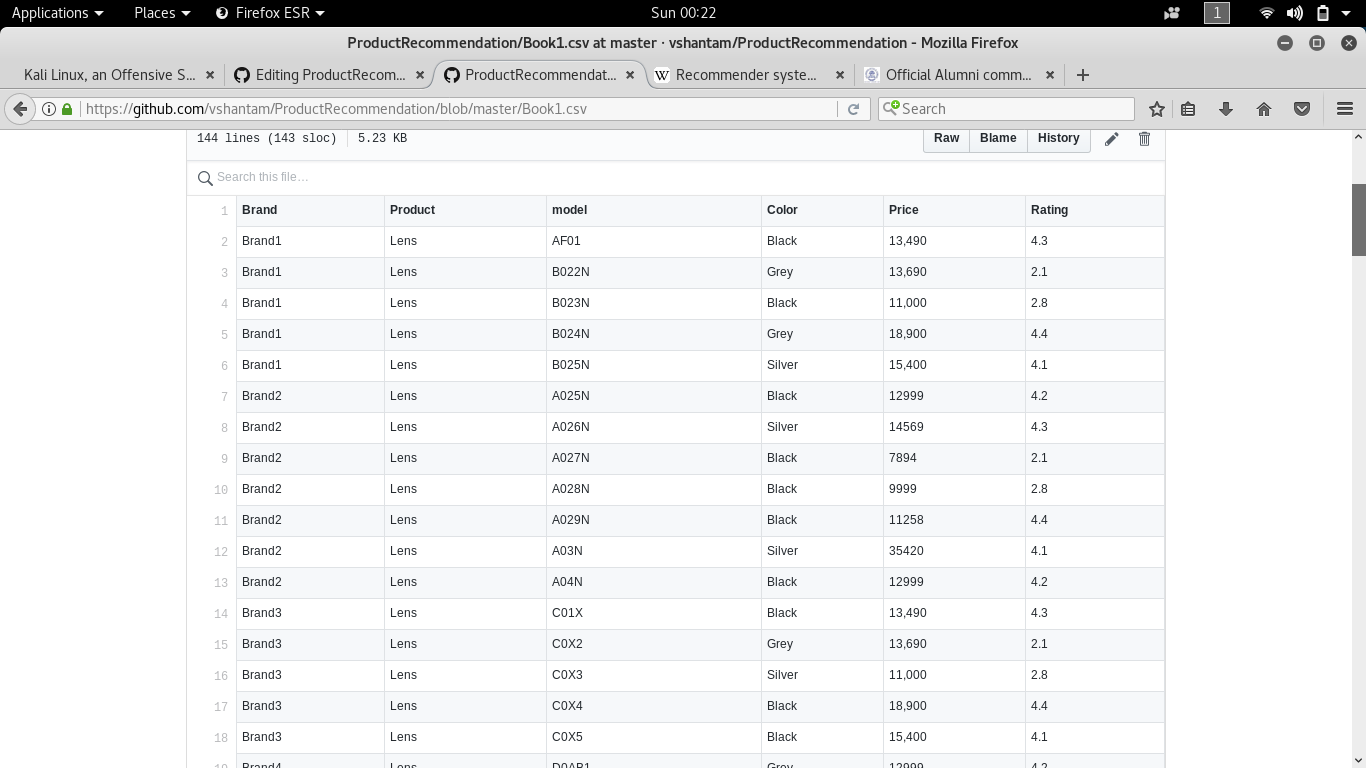 Applications Places Firefox ESR Sun 00:22 1
ProductRecommendation/Book1.csv at master · vshantam/ProductRecommendation - Mozilla Firefox
Kali Linux, an Offensive S... Editing ProductRecom... ProductRecommendat... Recommender syste... Official Alumni comm...
https://github.com/vshantam/ProductRecommendation/blob/master/Book1.csv Search
144 lines (143 sloc) 5.23 KB Raw Blame History
Search this file…
1 Brand Product model Color Price Rating
2 Brand1 Lens AF01 Black 13,490 4.3
3 Brand1 Lens B022N Grey 13,690 2.1
4 Brand1 Lens B023N Black 11,000 2.8
5 Brand1 Lens B024N Grey 18,900 4.4
6 Brand1 Lens B025N Silver 15,400 4.1
7 Brand2 Lens A025N Black 12999 4.2
8 Brand2 Lens A026N Silver 14569 4.3
9 Brand2 Lens A027N Black 7894 2.1
10 Brand2 Lens A028N Black 9999 2.8
11 Brand2 Lens A029N Black 11258 4.4
12 Brand2 Lens A03N Silver 35420 4.1
13 Brand2 Lens A04N Black 12999 4.2
14 Brand3 Lens C01X Black 13,490 4.3
15 Brand3 Lens C0X2 Grey 13,690 2.1
16 Brand3 Lens C0X3 Silver 11,000 2.8
17 Brand3 Lens C0X4 Black 18,900 4.4
18 Brand3 Lens C0X5 Black 15,400 4.1
19 Brand4 Lens D0AB1 Grey 12999 4.2